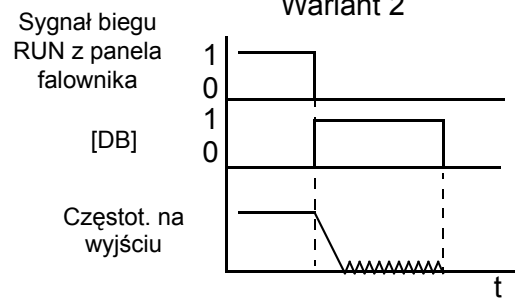 Wariant 2
Sygnał biegu
RUN z panela
falownika
1
0
[DB]
1
0
Częstot. na
wyjściu
t